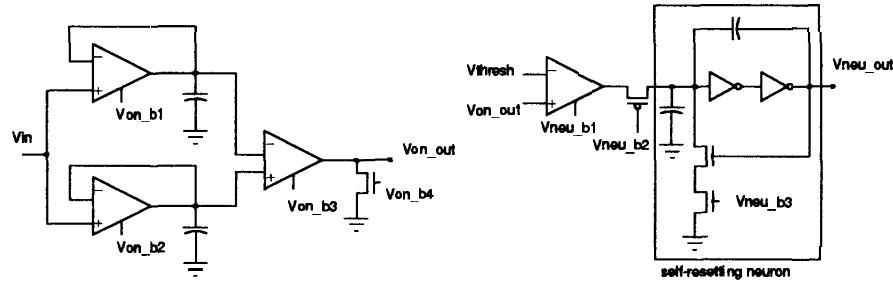 Vin
Von_b1
Von_b2
Von_b3
Von_out
Von_b4
Vthresh
Von_out
Vneu_b1
Vneu_b2
Vneu_b3
Vneu_out
self-resetting neuron